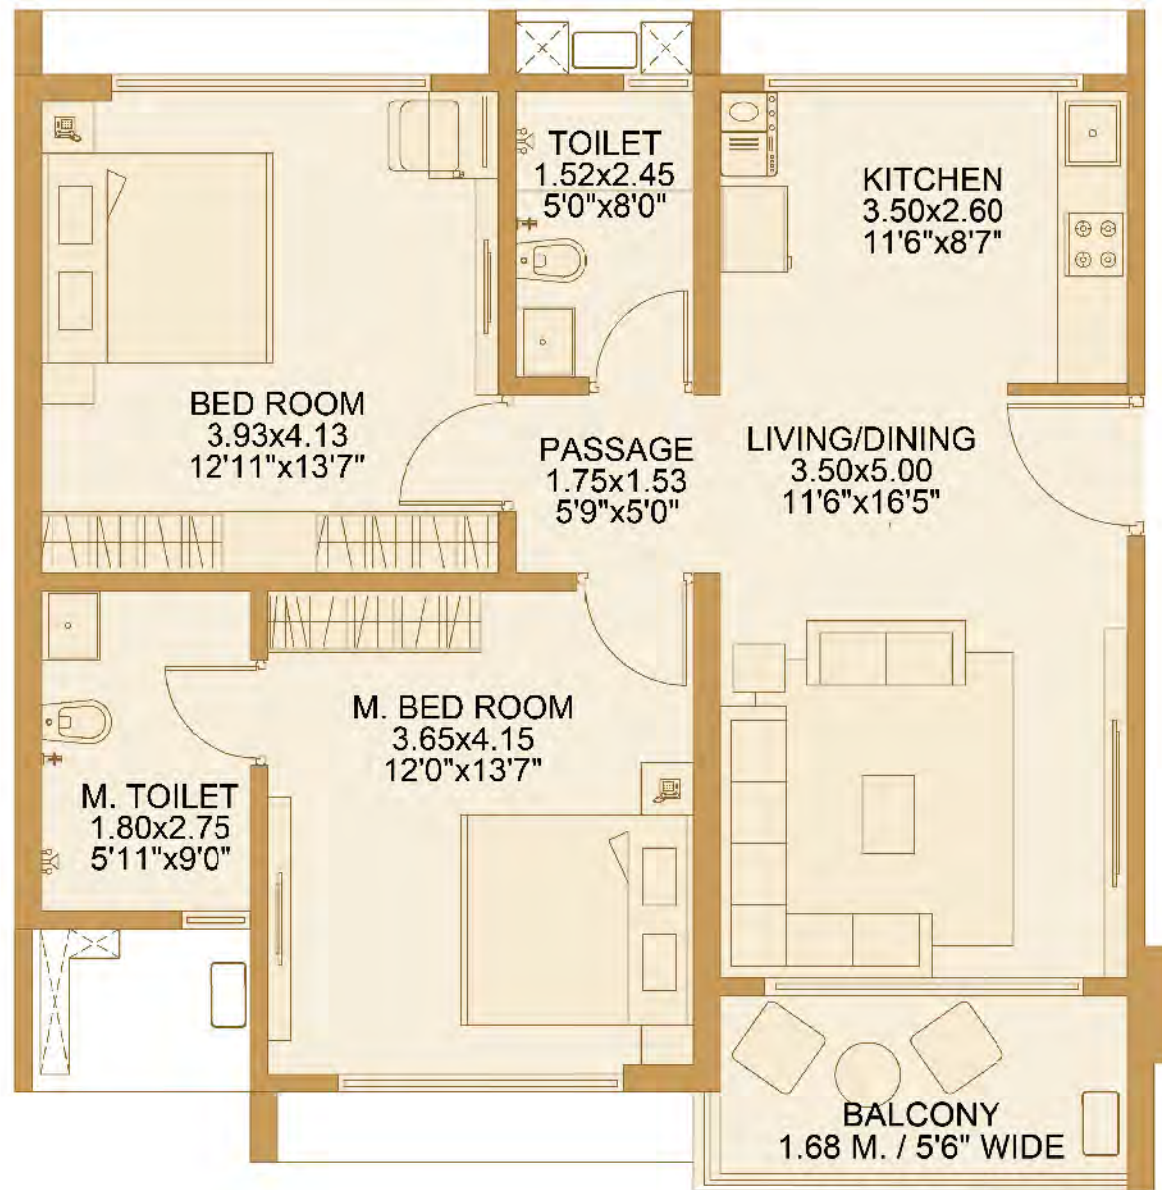 TOILET
1.52x2.45
5'0"x8'0"
KITCHEN
3.50x2.60
11'6"x8'7"
BED ROOM
3.93x4.13
12'11"x13'7"
PASSAGE
1.75x1.53
5'9"x5'0"
LIVING/DINING
3.50x5.00
11'6"x16'5"
M. BED ROOM
3.65x4.15
12'0"x13'7"
M. TOILET
1.80x2.75
5'11"x9'0"
BALCONY
1.68 M. / 5'6" WIDE